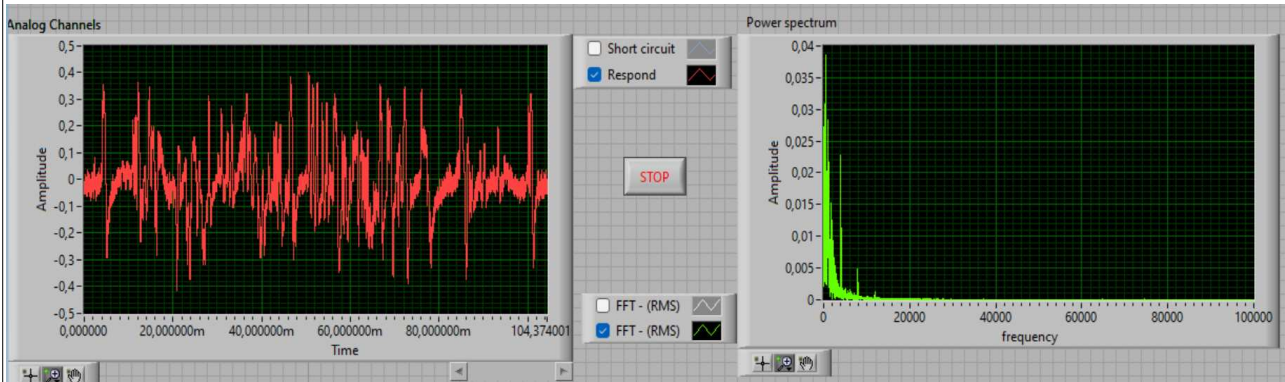 Analog Channels
Amplitude
0,5
0,4
0,3
0,2
0,1
0
-0,1
-0,2
-0,3
-0,4
-0,5
0,000000 20,000000m 40,000000m 60,000000m 80,000000m 104,374001
Time
Short circuit
Respond
STOP
FFT - (RMS)
FFT - (RMS)
Power spectrum
Amplitude
0,04
0,035
0,03
0,025
0,02
0,015
0,01
0,005
0
0 20000 40000 60000 80000 100000
frequency